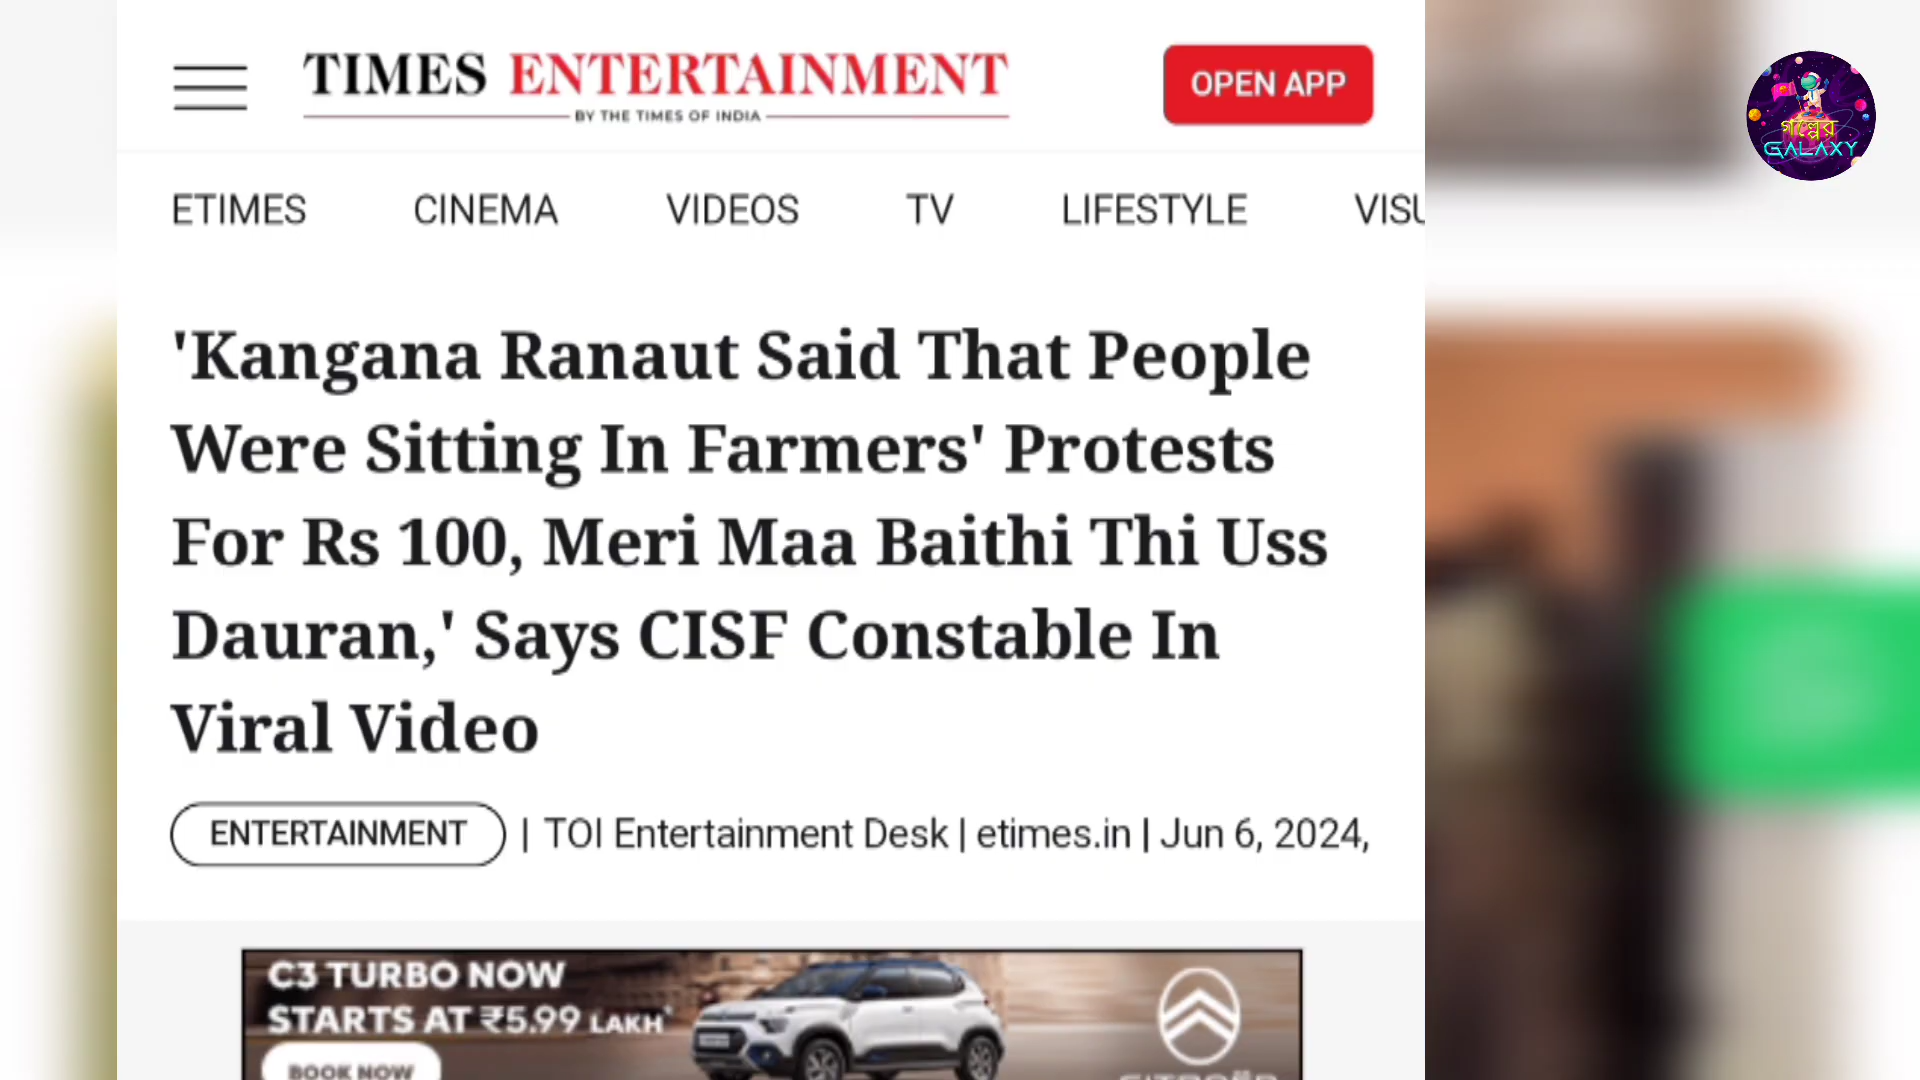 TIMES ENTERTAINMENT
BY THE TIMES OF INDIA
OPEN APP
গল্পের
GALAXY
ETIMES CINEMA VIDEOS TV LIFESTYLE VISU
'Kangana Ranaut Said That People
Were Sitting In Farmers' Protests
For Rs 100, Meri Maa Baithi Thi Uss
Dauran,' Says CISF Constable In
Viral Video
ENTERTAINMENT | TOI Entertainment Desk | etimes.in | Jun 6, 2024,
C3 TURBO NOW
STARTS AT ₹5.99 LAKH*
BOOK NOW
CITROËN